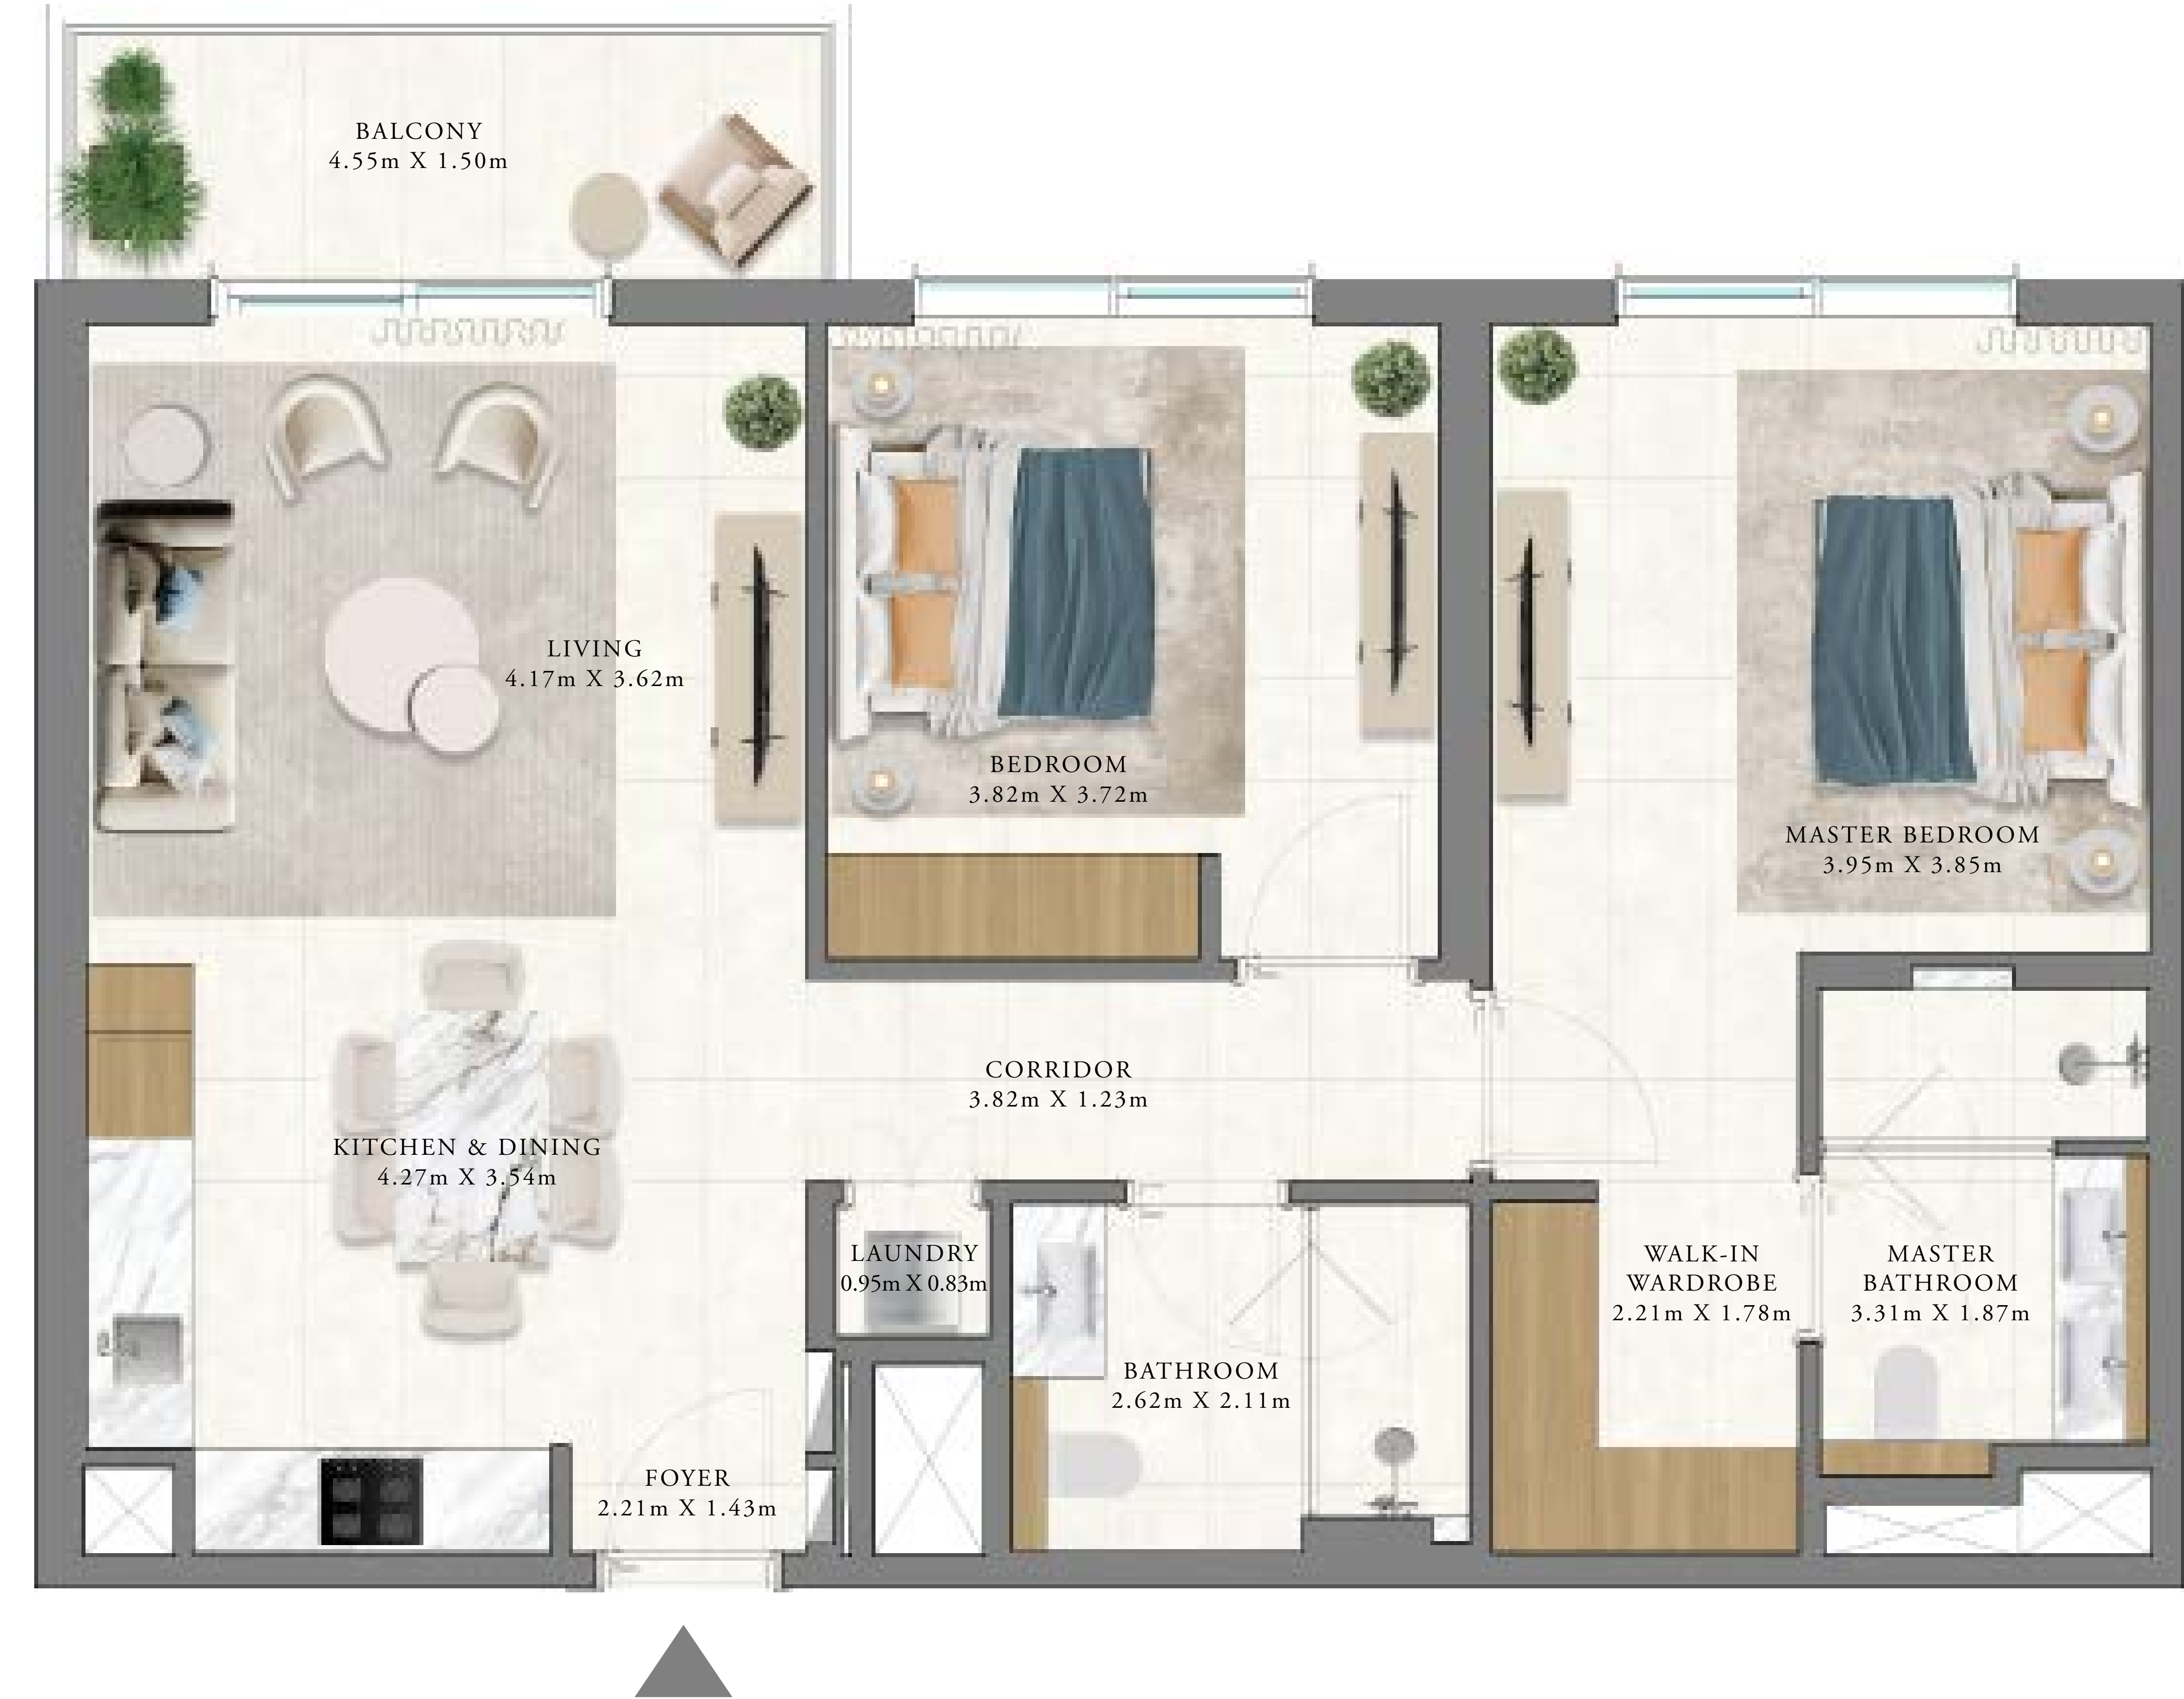 BALCONY
4.55m X 1.50m
LIVING
4.17m X 3.62m
BEDROOM
3.82m X 3.72m
MASTER BEDROOM
3.95m X 3.85m
CORRIDOR
3.82m X 1.23m
KITCHEN & DINING
4.27m X 3.54m
LAUNDRY
0.95m X 0.83m
WALK-IN
WARDROBE
2.21m X 1.78m
MASTER
BATHROOM
3.31m X 1.87m
BATHROOM
2.62m X 2.11m
FOYER
2.21m X 1.43m